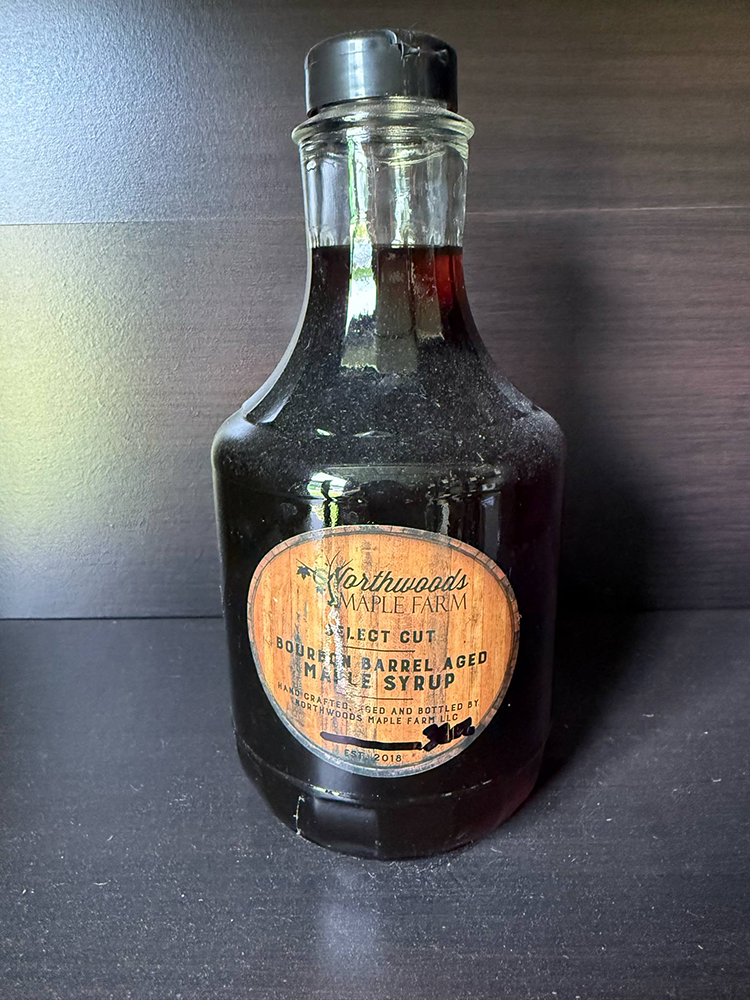 Northwoods
MAPLE FARM
SELECT CUT
BOURBON BARREL AGED
MAPLE SYRUP
HAND CRAFTED, AGED AND BOTTLED BY
NORTHWOODS MAPLE FARM LLC
EST. 2018